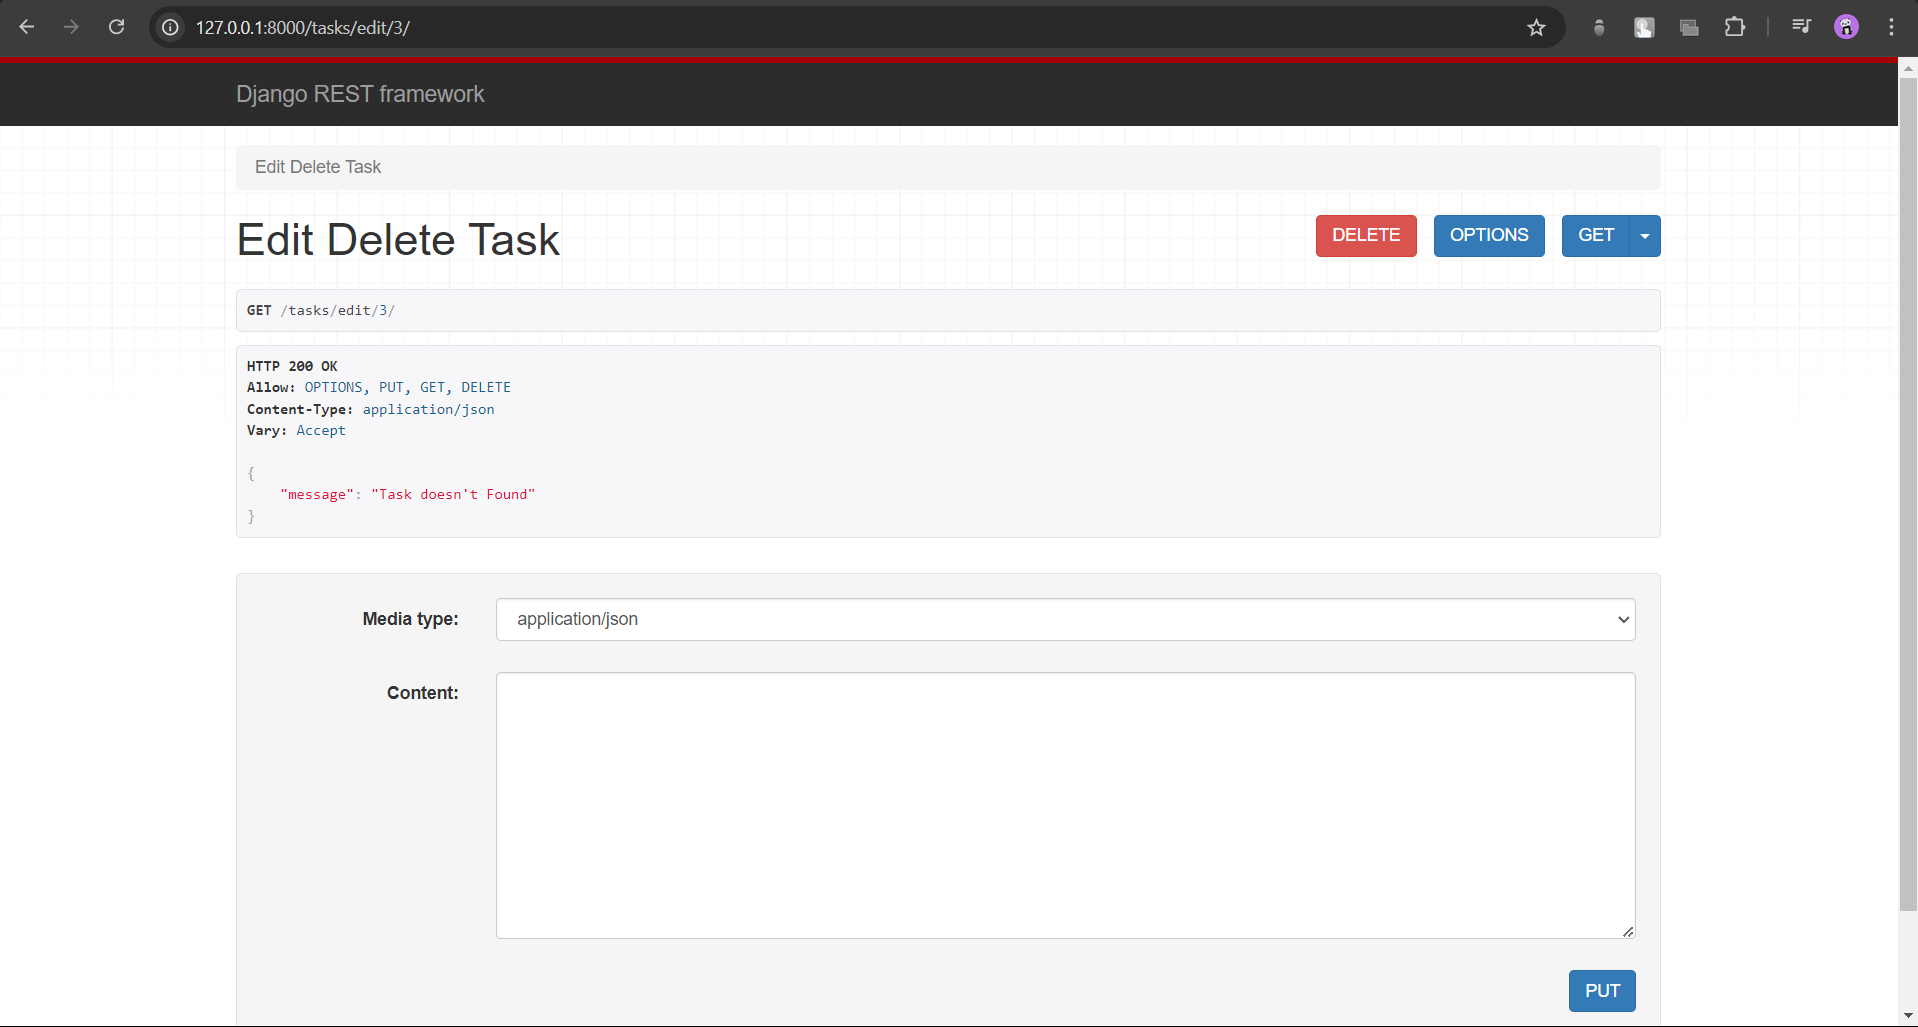 127.0.0.1:8000/tasks/edit/3/
Django REST framework
Edit Delete Task
Edit Delete Task
DELETE OPTIONS GET
GET /tasks/edit/3/
HTTP 200 OK
Allow: OPTIONS, PUT, GET, DELETE
Content-Type: application/json
Vary: Accept
{
"message": "Task doesn't Found"
}
Media type: application/json
Content:
PUT